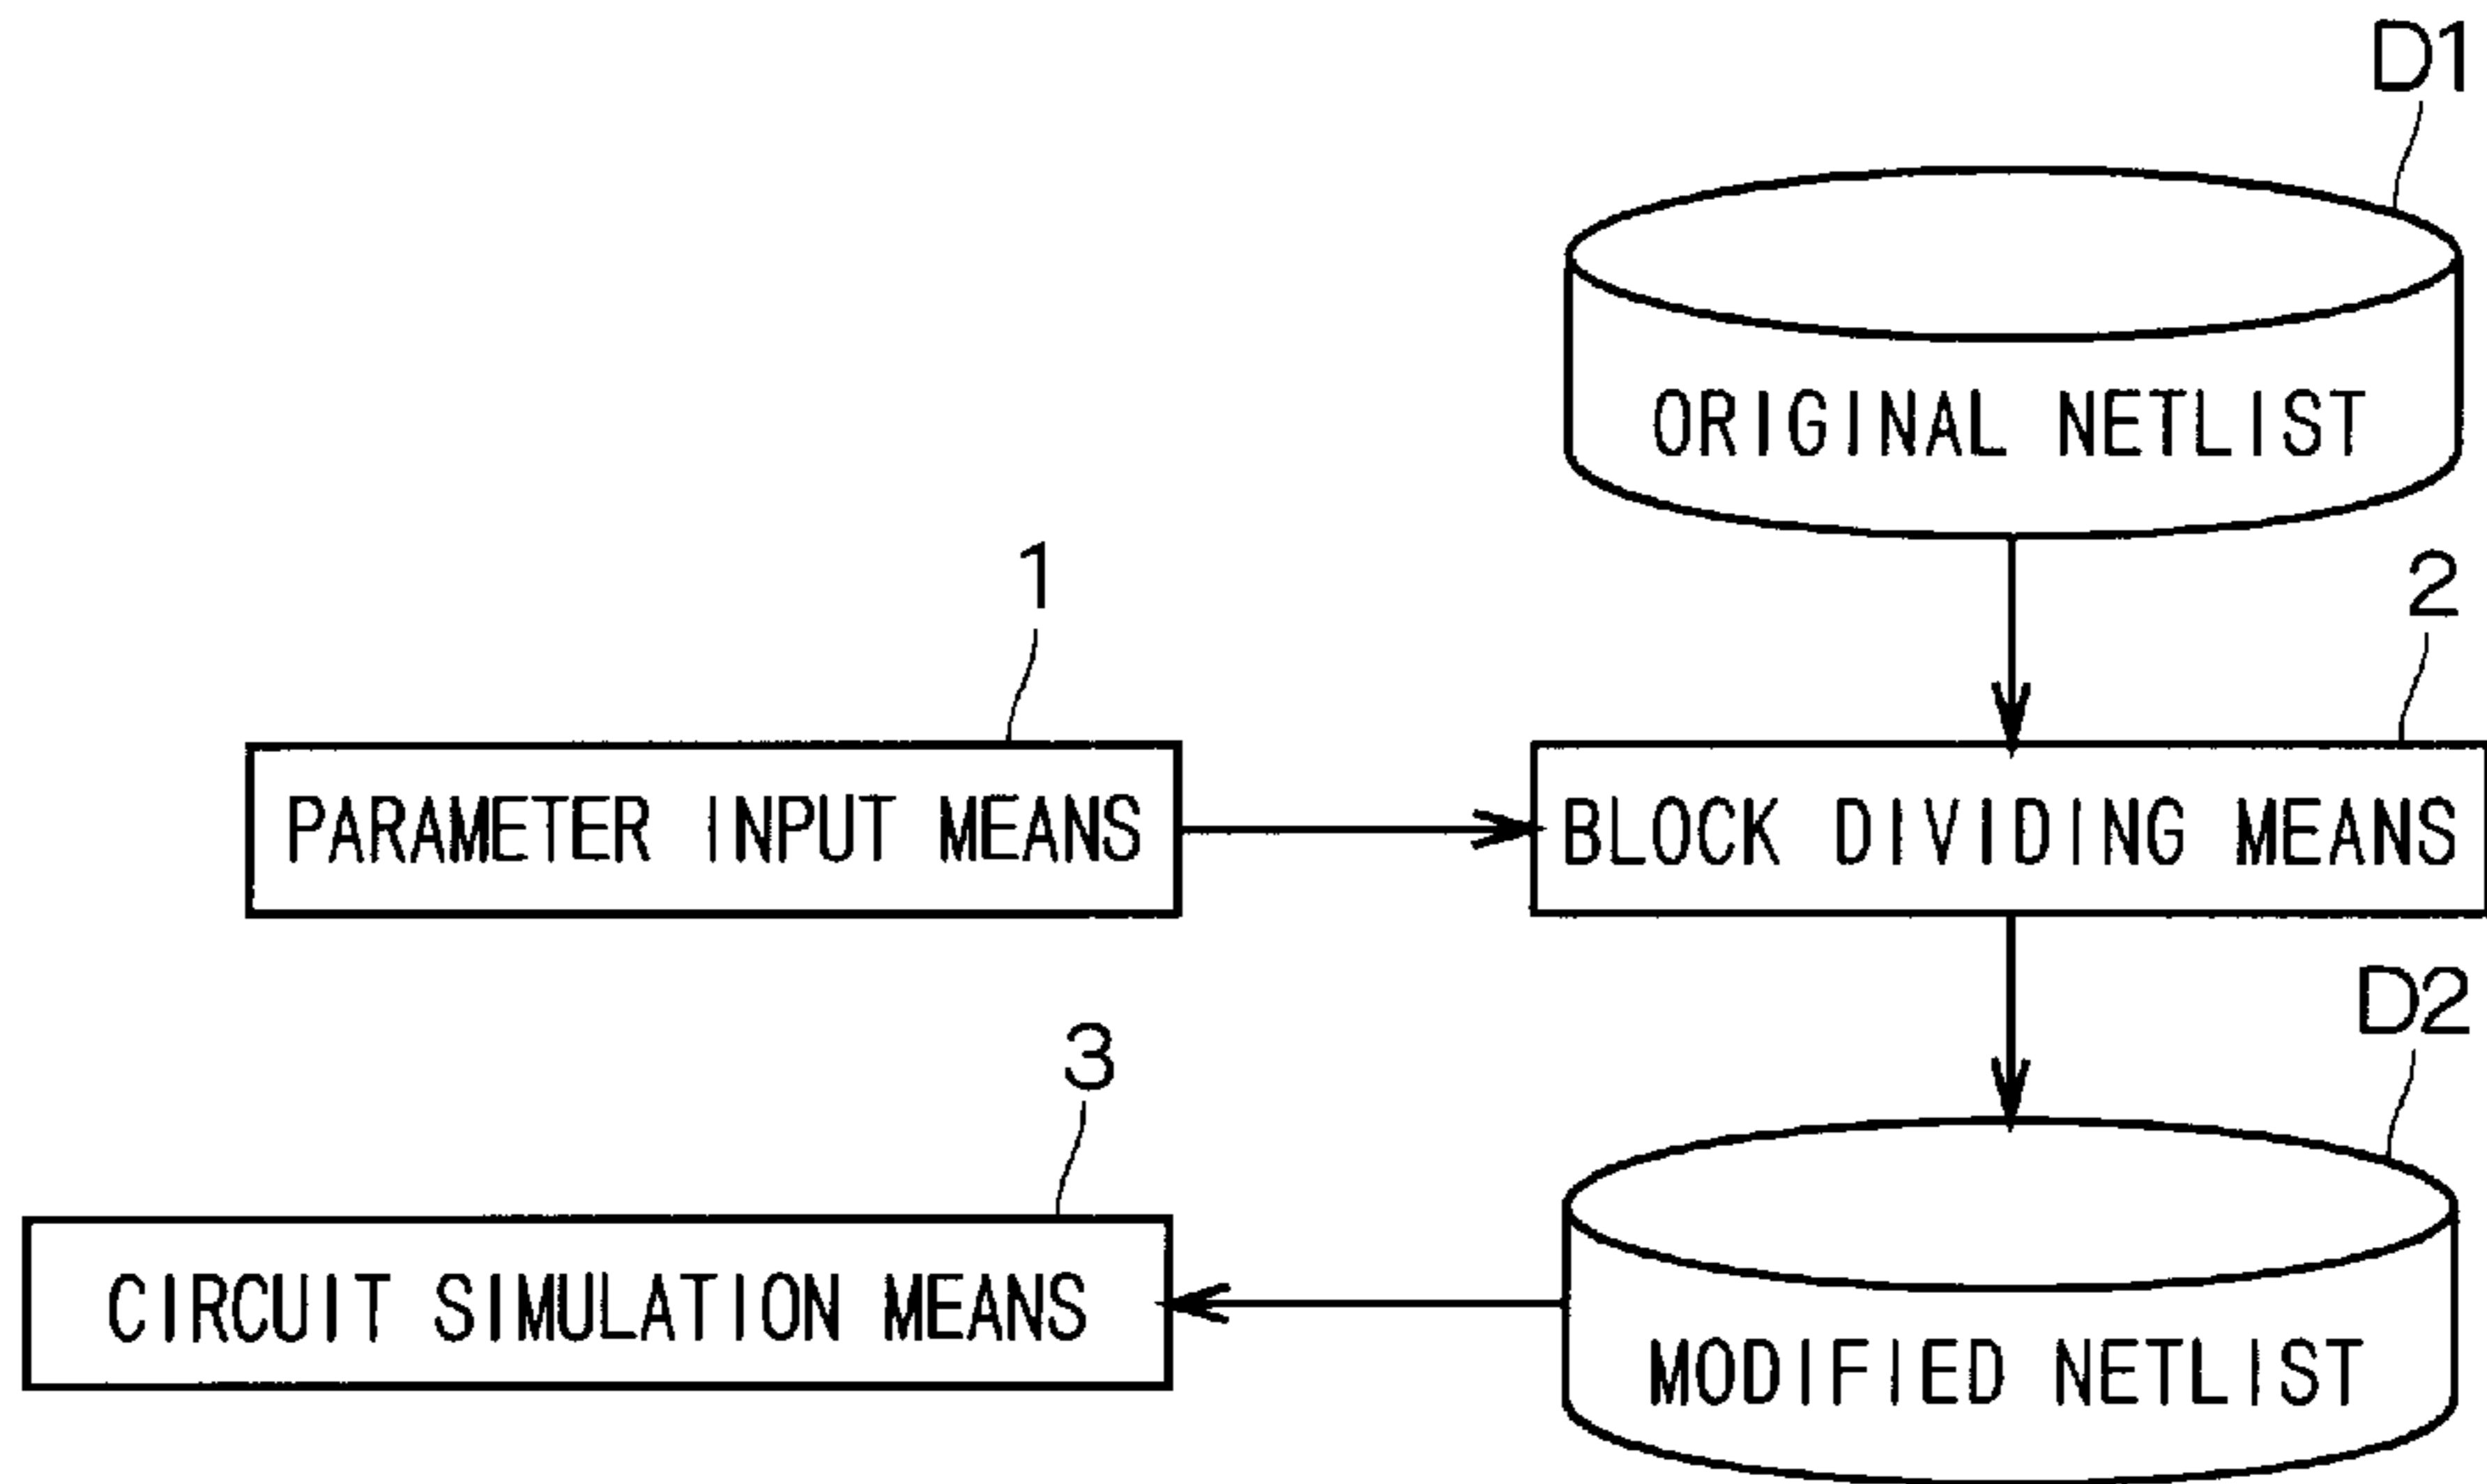 D1
ORIGINAL NETLIST
1
2
PARAMETER INPUT MEANS
BLOCK DIVIDING MEANS
D2
3
CIRCUIT SIMULATION MEANS
MODIFIED NETLIST